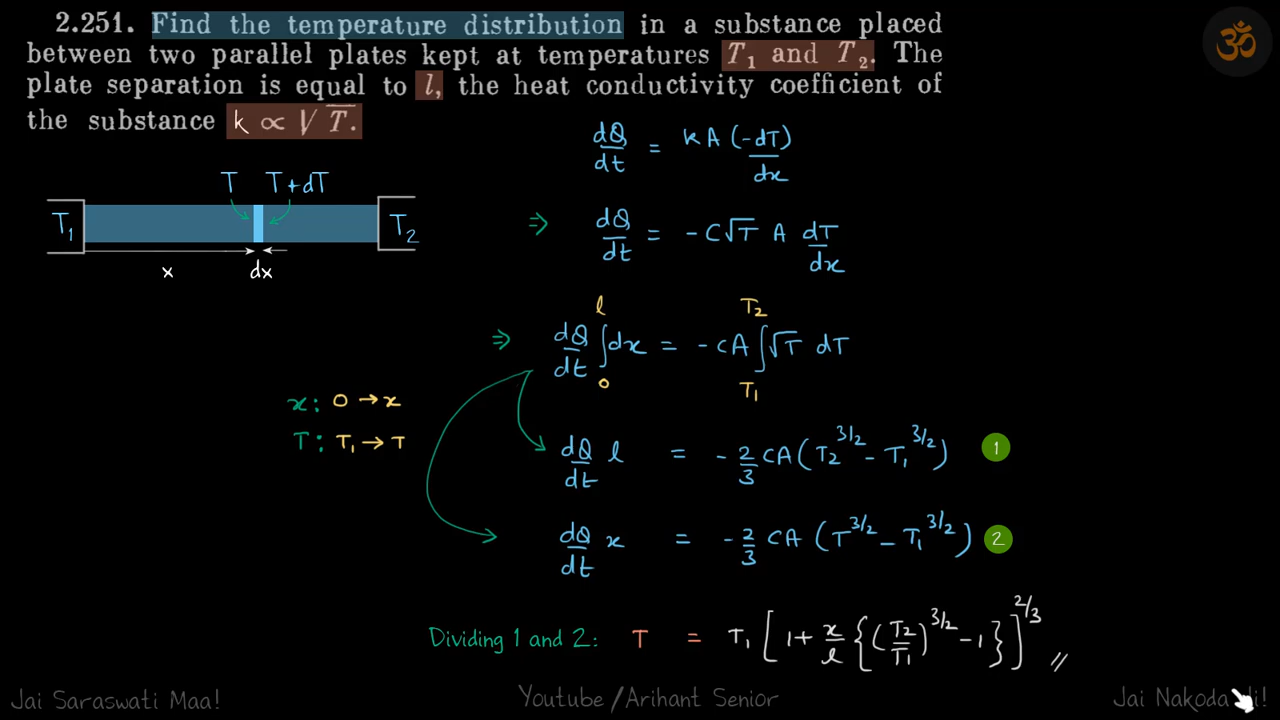 2.251. Find the temperature distribution in a substance placed
between two parallel plates kept at temperatures T₁ and T₂. The
plate separation is equal to l, the heat conductivity coefficient of
the substance k ∝ √T.
ॐ
dQ/dt = kA (-dT)/dx
T T+dT
T₁ T₂
x dx
⇒ dQ/dt = -C√T A dT/dx
⇒ dQ/dt ∫₀ˡ dx = -CA ∫_T₁^T₂ √T dT
x: 0 → x
T: T₁ → T
dQ/dt l = -2/3 CA (T₂^3/2 - T₁^3/2) 1
dQ/dt x = -2/3 CA (T^3/2 - T₁^3/2) 2
Dividing 1 and 2: T = T₁ [1 + x/l {(T₂/T₁)^3/2 - 1}]^2/3 //
Jai Saraswati Maa! Youtube/Arihant Senior Jai Nakoda